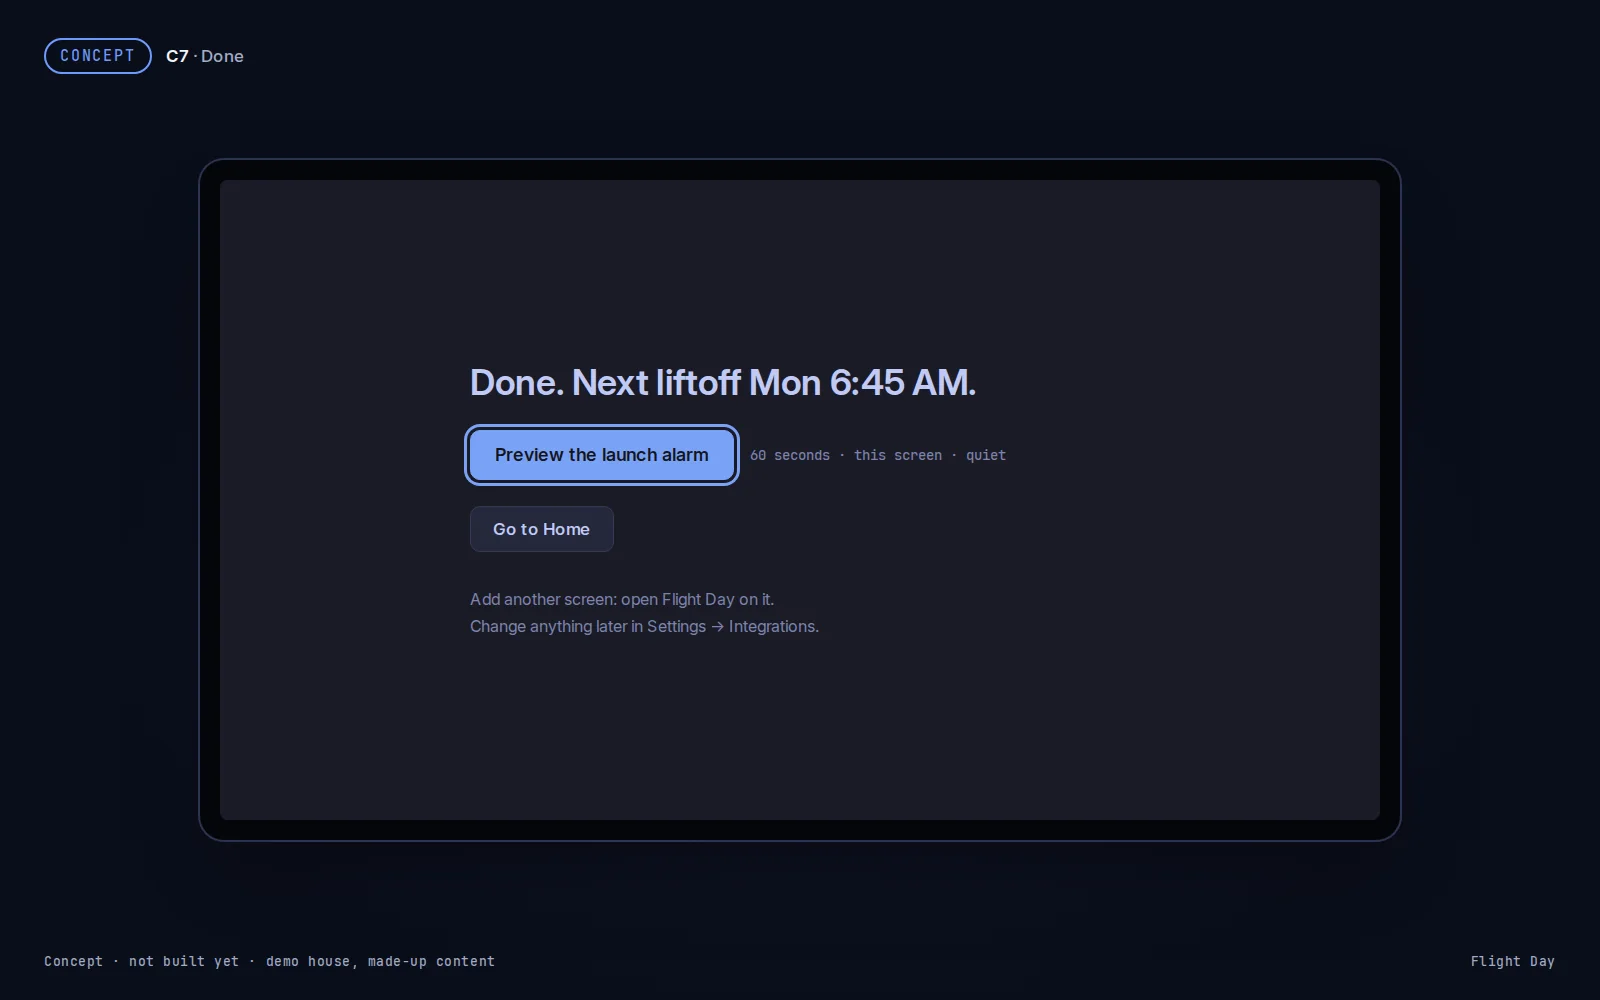 CONCEPT C7 · Done
Done. Next liftoff Mon 6:45 AM.
Preview the launch alarm 60 seconds · this screen · quiet
Go to Home
Add another screen: open Flight Day on it.
Change anything later in Settings → Integrations.
Concept · not built yet · demo house, made-up content Flight Day